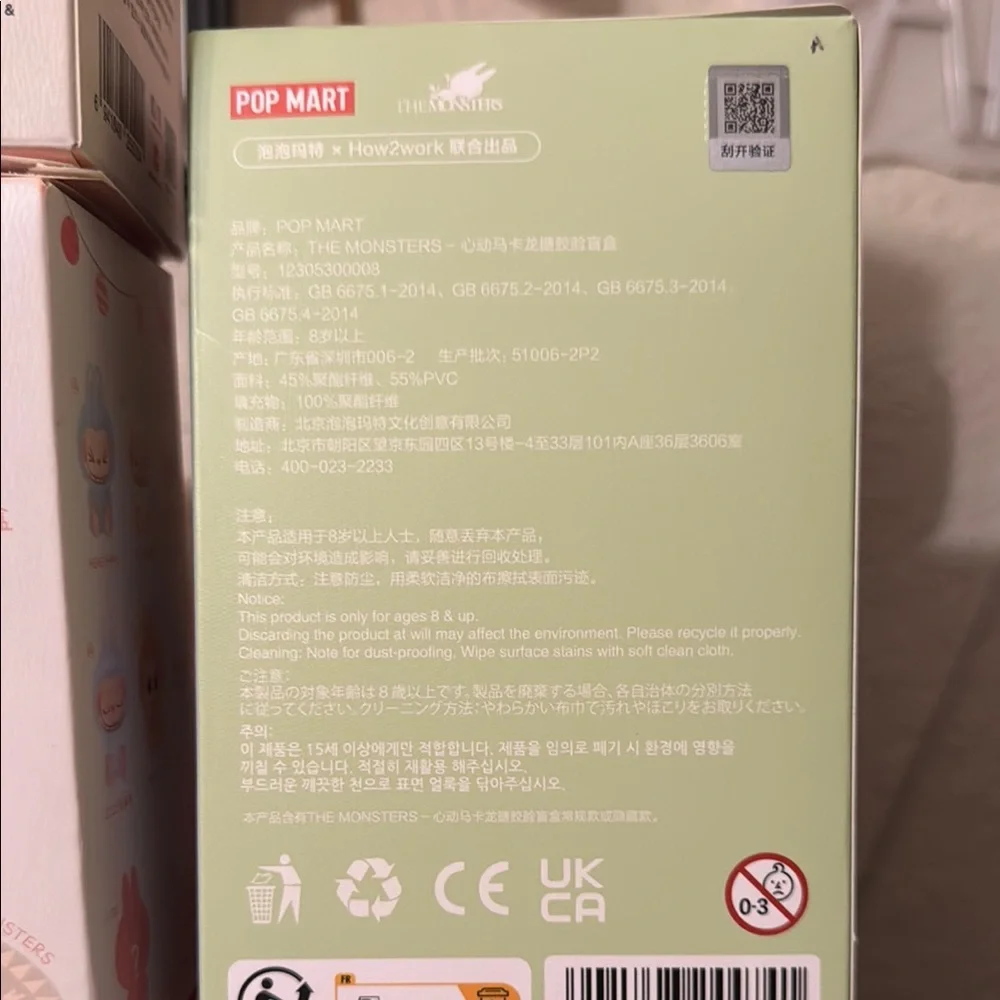 &
POP MART
THE MONSTERS
泡泡玛特 × How2work 联合出品
刮开验证
品牌：POP MART
产品名称：THE MONSTERS - 心动马卡龙搪胶脸盲盒
型号：12305300008
执行标准：GB 6675.1-2014、GB 6675.2-2014、GB 6675.3-2014、
GB 6675.4-2014
年龄范围：8岁以上
产地：广东省深圳市006-2 生产批次：51006-2P2
面料：45%聚酯纤维、55%PVC
填充物：100%聚酯纤维
制造商：北京泡泡玛特文化创意有限公司
地址：北京市朝阳区望京东园四区13号楼-4至33层101内A座36层3606室
电话：400-023-2233
注意：
本产品适用于8岁以上人士，随意丢弃本产品，
可能会对环境造成影响，请妥善进行回收处理。
清洁方式：注意防尘，用柔软洁净的布擦拭表面污迹。
Notice:
This product is only for ages 8 & up.
Discarding the product at will may affect the environment. Please recycle it properly.
Cleaning: Note for dust-proofing. Wipe surface stains with soft clean cloth.
ご注意:
本製品の対象年齢は8歳以上です。製品を廃棄する場合、各自治体の分別方法
に従ってください。クリーニング方法:やわらかい布巾で汚れやほこりをお取りください。
주의:
이 제품은 15세 이상에게만 적합합니다. 제품을 임의로 폐기 시 환경에 영향을
끼칠 수 있습니다. 적절히 재활용 해주십시오.
부드러운 깨끗한 천으로 표면 얼룩을 닦아주십시오.
本产品含有THE MONSTERS - 心动马卡龙搪胶脸盲盒常规款或隐藏款。
CE
UK
CA
0-3
FR
STERS